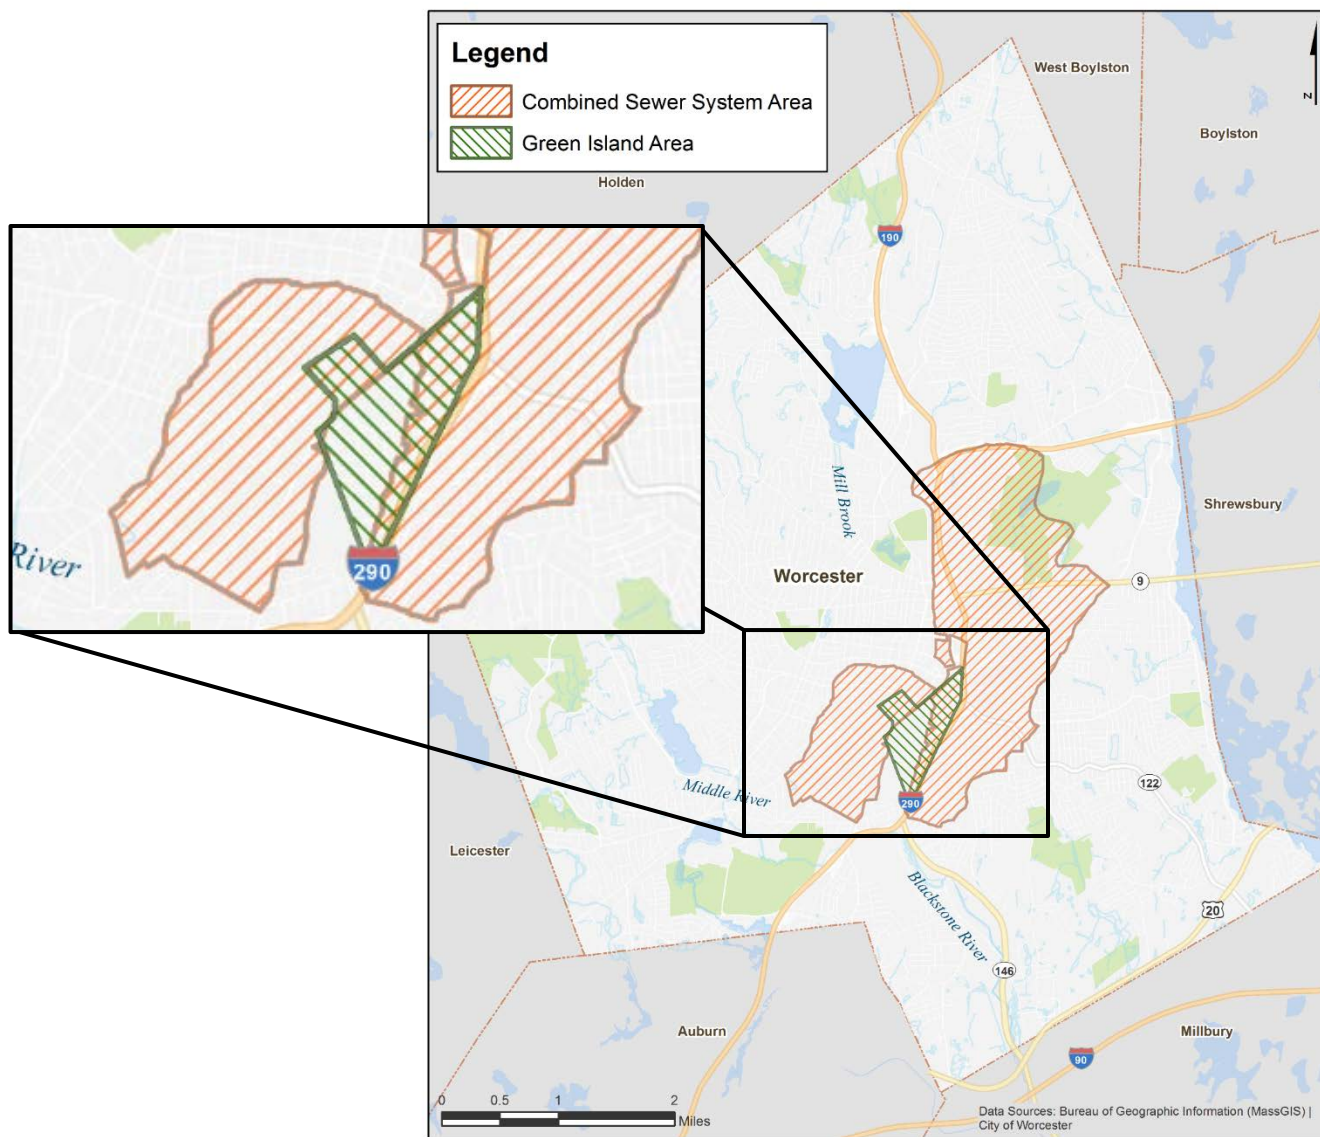 Legend
Combined Sewer System Area
Green Island Area
West Boylston
Boylston
Holden
N
190
Shrewsbury
Mill Brook
Worcester
9
290
River
Middle River
122
290
Leicester
Blackstone River
20
146
Auburn
Millbury
90
0 0.5 1 2
Miles
Data Sources: Bureau of Geographic Information (MassGIS) |
City of Worcester